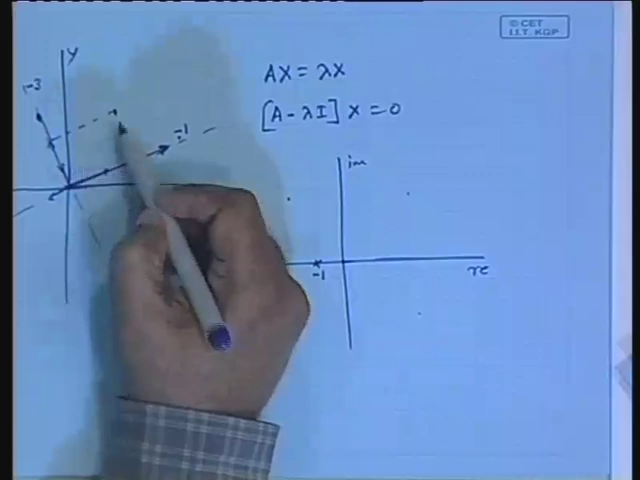 © CET
I.I.T. KGP
y
-3
-1
AX = λX
[A - λI] X = 0
im
-1
re